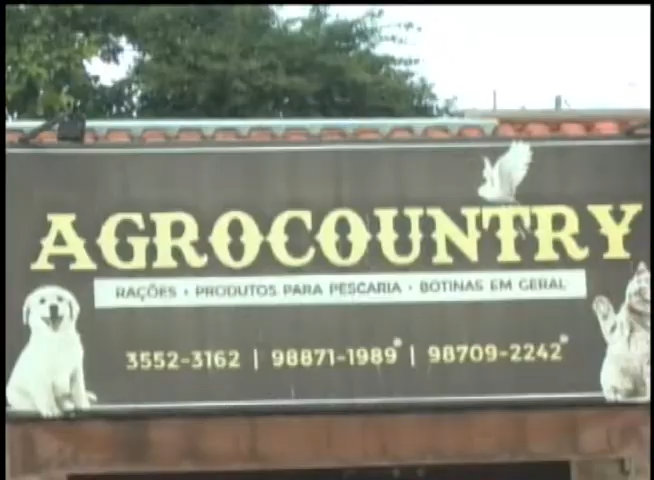 AGROCOUNTRY
RAÇÕES • PRODUTOS PARA PESCARIA • BOTINAS EM GERAL
3552-3162 | 98871-1989 | 98709-2242